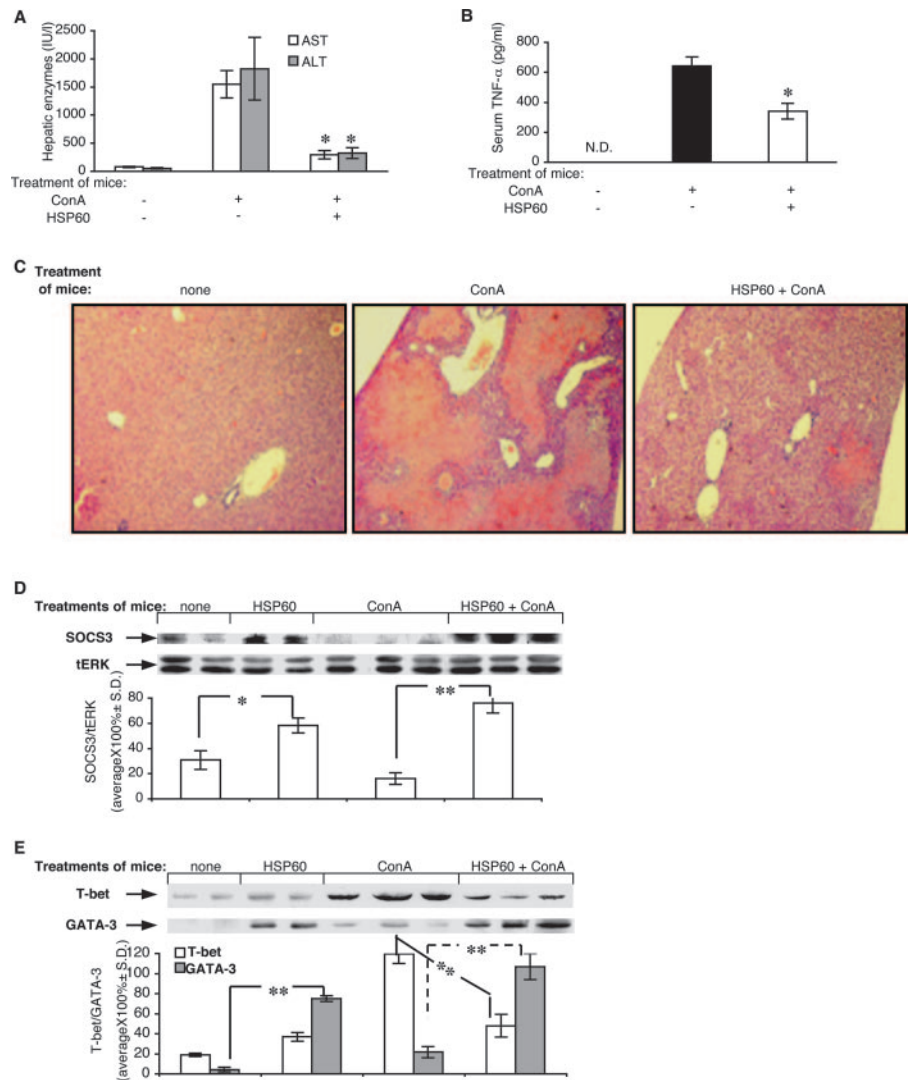 A
Hepatic enzymes (IU/l)
2500
2000
1500
1000
500
0
AST
ALT
* *
Treatment of mice:
ConA - + +
HSP60 - - +
B
Serum TNF-α (pg/ml)
800
600
400
200
0
N.D.
*
Treatment of mice:
ConA - + +
HSP60 - - +
C Treatment
of mice: none ConA HSP60 + ConA
D
Treatments of mice: none HSP60 ConA HSP60 + ConA
SOCS3
tERK
SOCS3/tERK
(averageX100%± S.D.)
80
60
40
20
0
*
**
E
Treatments of mice: none HSP60 ConA HSP60 + ConA
T-bet
GATA-3
T-bet/GATA-3
(averageX100%± S.D.)
120
100
80
60
40
20
0
T-bet
GATA-3
**
**
**